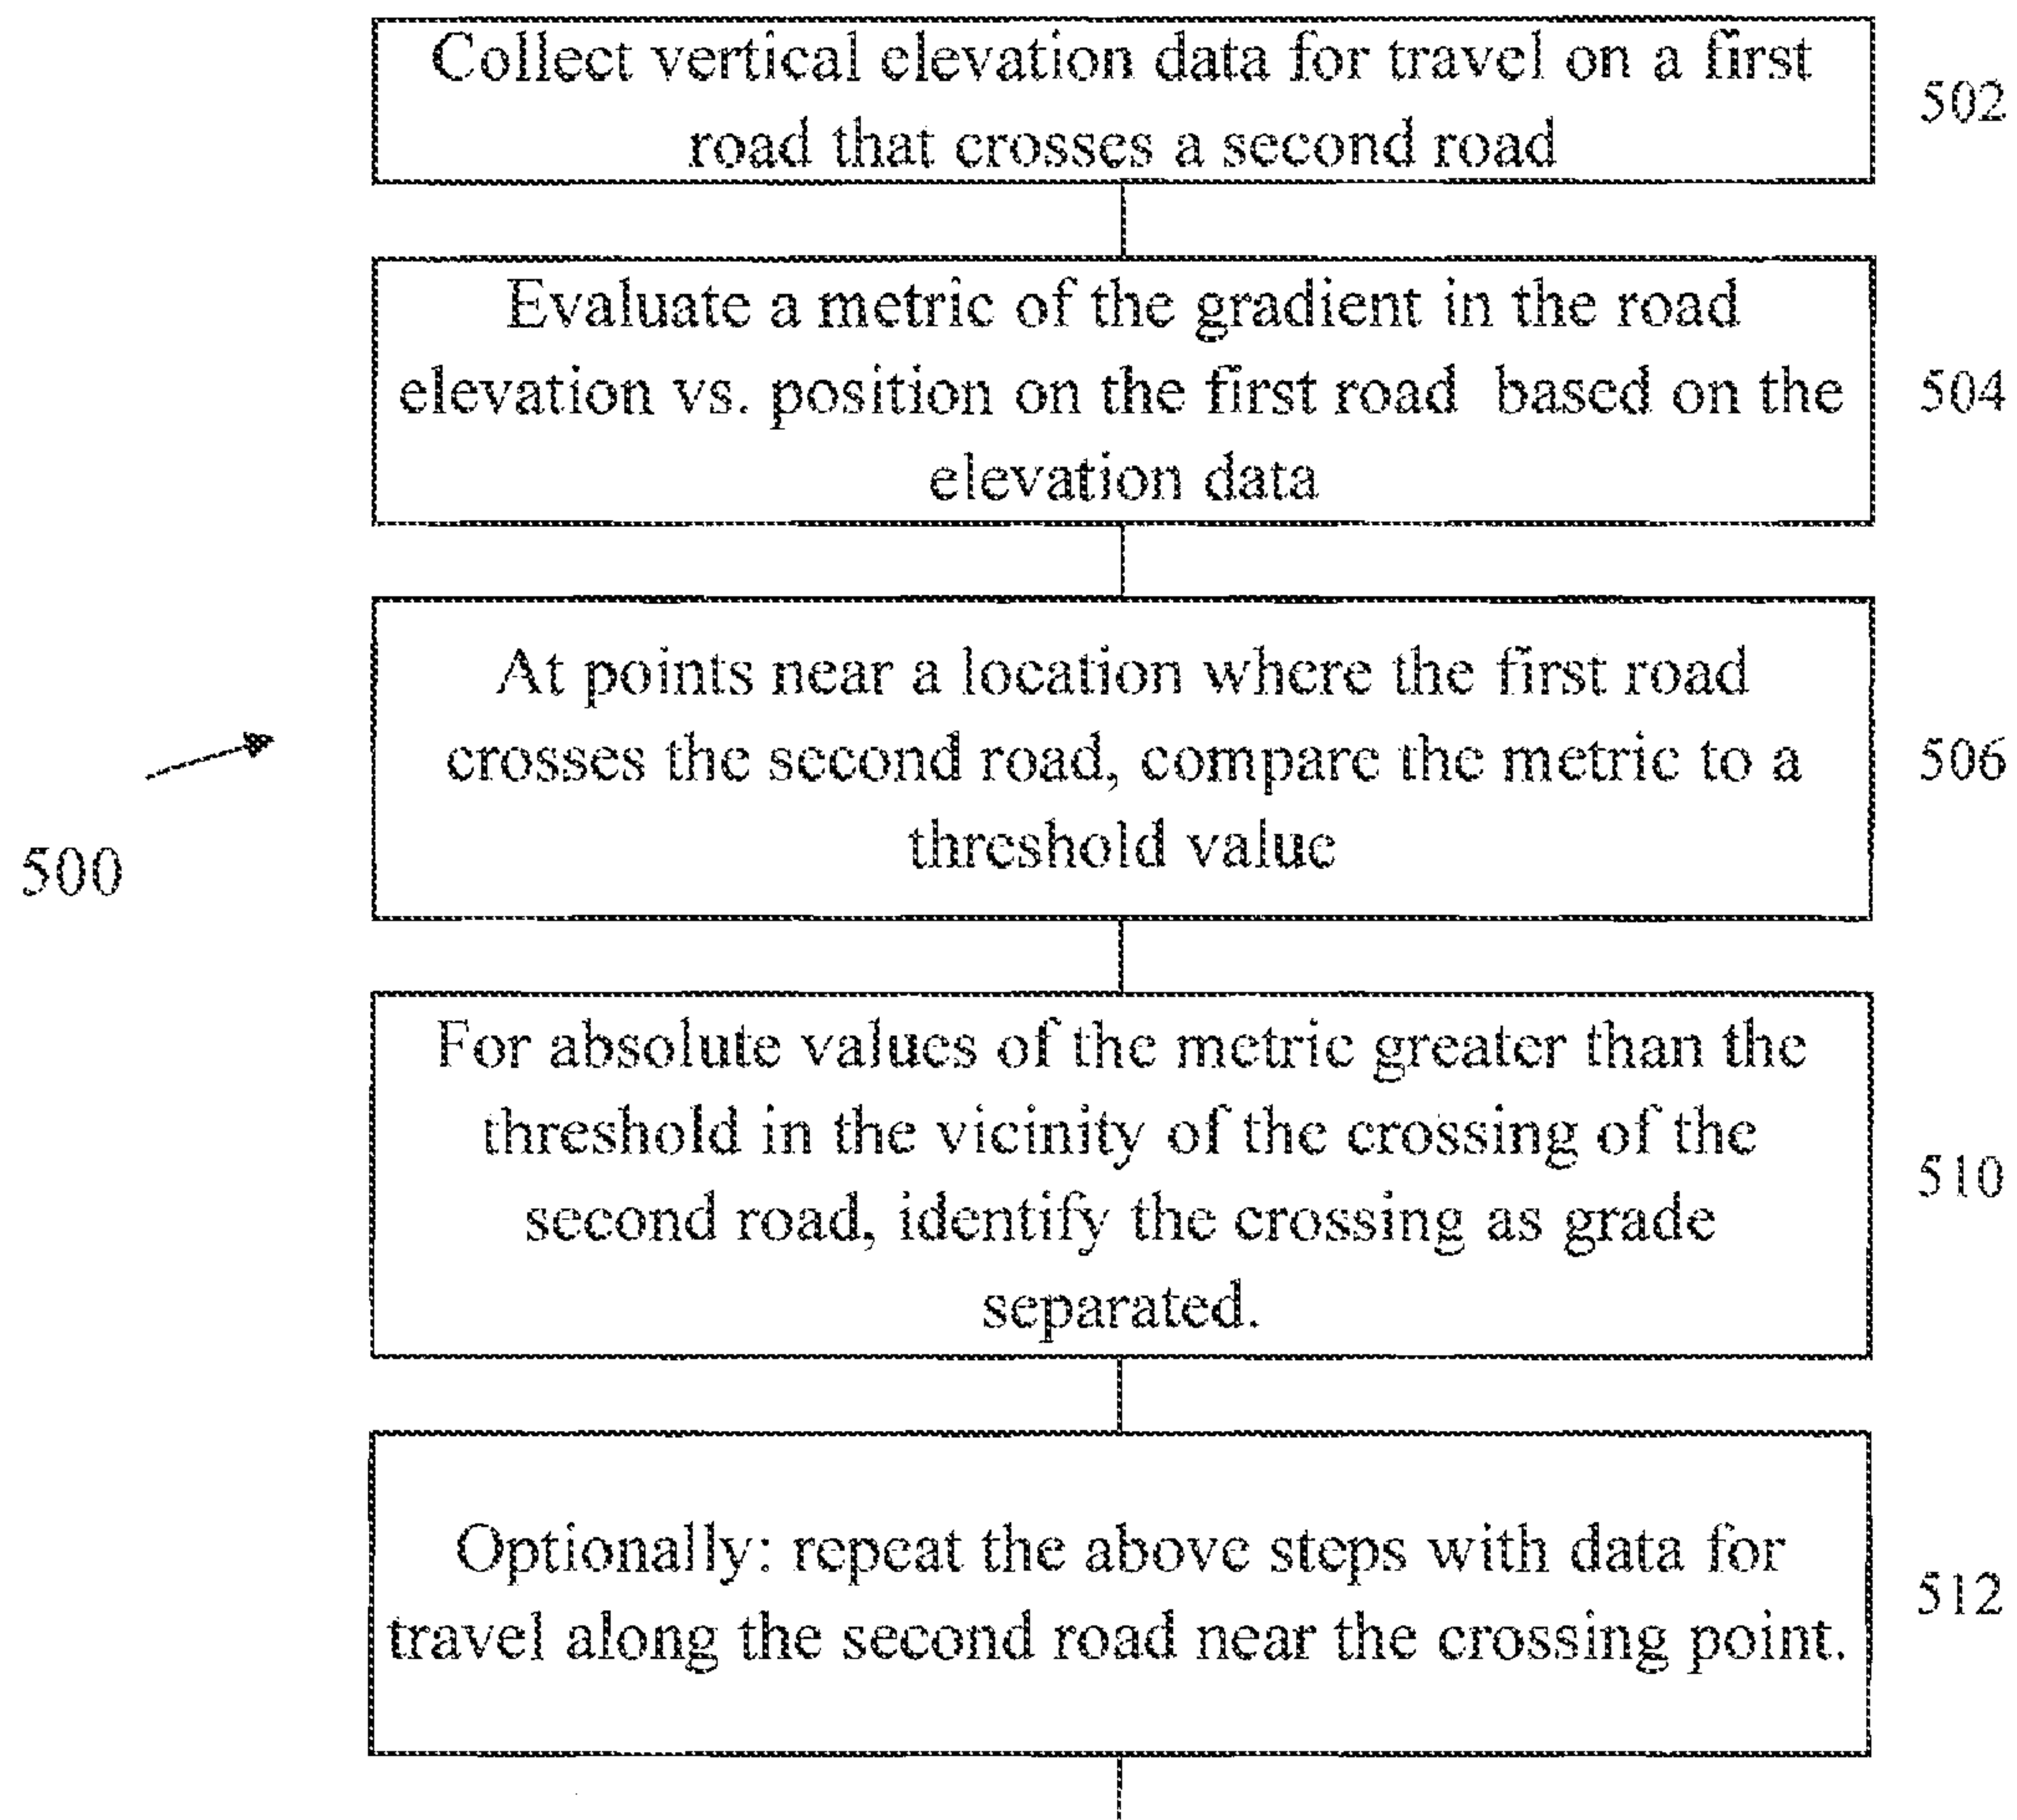 Collect vertical elevation data for travel on a first
road that crosses a second road
502
Evaluate a metric of the gradient in the road
elevation vs. position on the first road based on the
elevation data
504
At points near a location where the first road
crosses the second road, compare the metric to a
threshold value
506
500
For absolute values of the metric greater than the
threshold in the vicinity of the crossing of the
second road, identify the crossing as grade
separated.
510
Optionally: repeat the above steps with data for
travel along the second road near the crossing point.
512